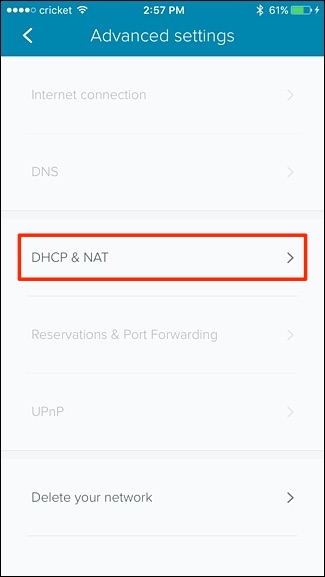 cricket 2:57 PM 61%
Advanced settings
Internet connection
DNS
DHCP & NAT
Reservations & Port Forwarding
UPnP
Delete your network